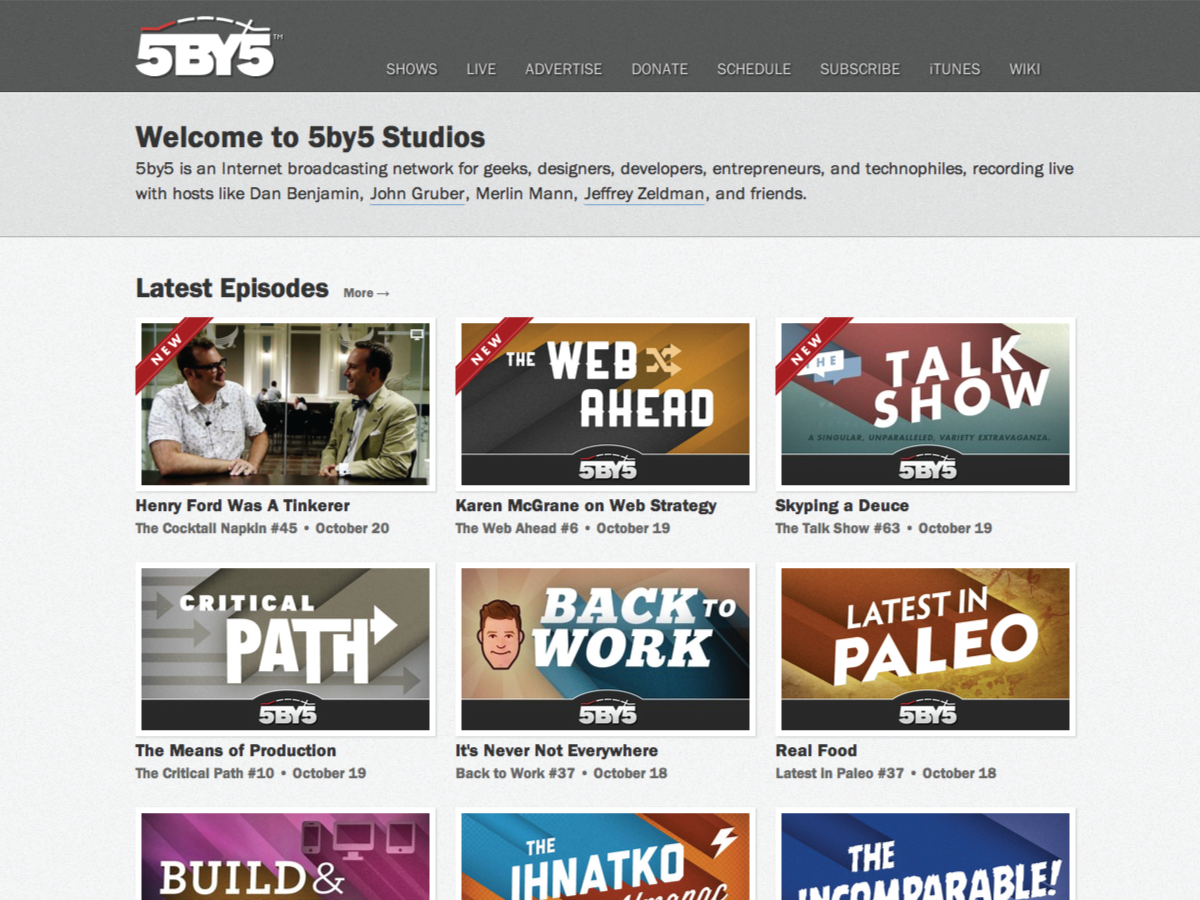 5BY5™
SHOWS LIVE ADVERTISE DONATE SCHEDULE SUBSCRIBE iTUNES WIKI
Welcome to 5by5 Studios
5by5 is an Internet broadcasting network for geeks, designers, developers, entrepreneurs, and technophiles, recording live
with hosts like Dan Benjamin, John Gruber, Merlin Mann, Jeffrey Zeldman, and friends.
Latest Episodes More →
NEW
Henry Ford Was A Tinkerer
The Cocktail Napkin #45 • October 20
NEW
THE WEB
AHEAD
5BY5
Karen McGrane on Web Strategy
The Web Ahead #6 • October 19
NEW
THE
TALK
SHOW
A SINGULAR, UNPARALLELED, VARIETY EXTRAVAGANZA.
5BY5
Skyping a Deuce
The Talk Show #63 • October 19
CRITICAL
PATH
5BY5
The Means of Production
The Critical Path #10 • October 19
BACK TO
WORK
5BY5
It's Never Not Everywhere
Back to Work #37 • October 18
LATEST IN
PALEO
5BY5
Real Food
Latest in Paleo #37 • October 18
BUILD &
THE
IHNATKO
Almanac
THE
INCOMPARABLE!